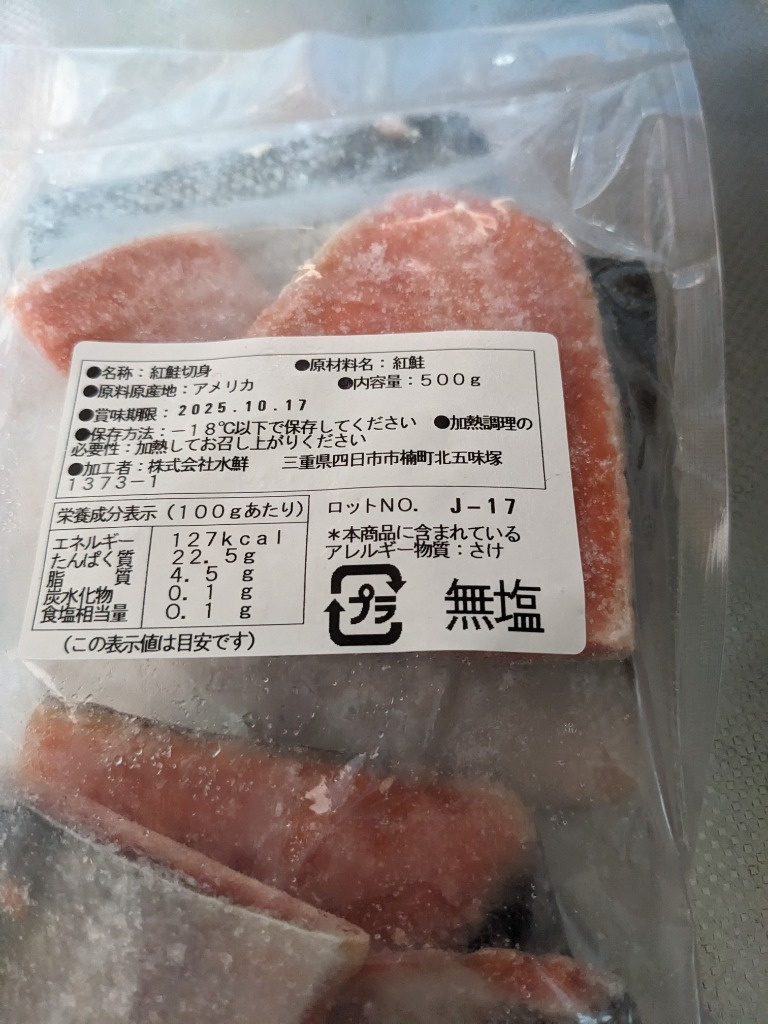 ●名称：紅鮭切身　●原材料名：紅鮭
●原料原産地：アメリカ　●内容量：500g
●賞味期限：2025.10.17
●保存方法：－18℃以下で保存してください　●加熱調理の
必要性：加熱してお召し上がりください
●加工者：株式会社水鮮　三重県四日市市楠町北五味塚
1373－1
栄養成分表示（100gあたり）
エネルギー　127kcal
たんぱく質　22.5g
脂　質　4.5g
炭水化物　0.1g
食塩相当量　0.1g
（この表示値は目安です）
ロットNO.　J－17
＊本商品に含まれている
アレルギー物質：さけ
プラ
無塩